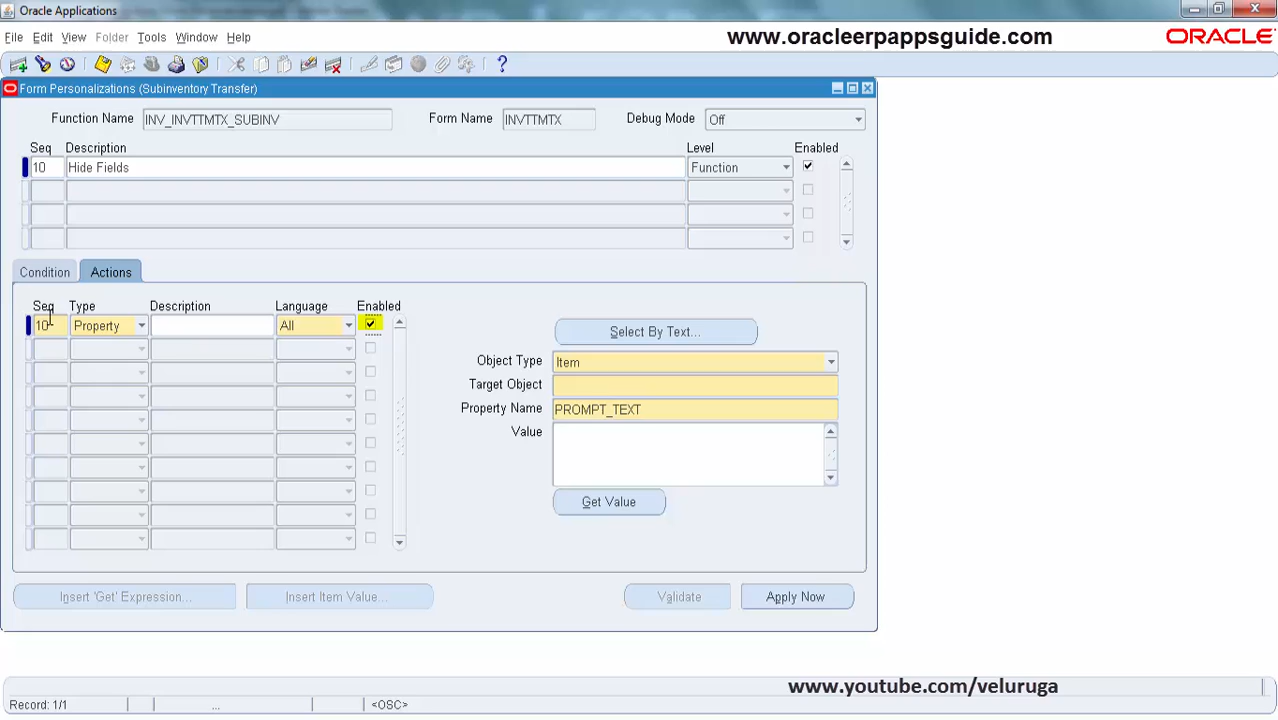 Oracle Applications
File Edit View Folder Tools Window Help
www.oracleerpappsguide.com
ORACLE
Form Personalizations (Subinventory Transfer)
Function Name INV_INVTTMTX_SUBINV Form Name INVTTMTX Debug Mode Off
Seq Description Level Enabled
10 Hide Fields Function
Condition Actions
Seq Type Description Language Enabled
10 Property All
Select By Text...
Object Type Item
Target Object
Property Name PROMPT_TEXT
Value
Get Value
Insert 'Get' Expression... Insert Item Value... Validate Apply Now
www.youtube.com/veluruga
Record: 1/1 ... <OSC>